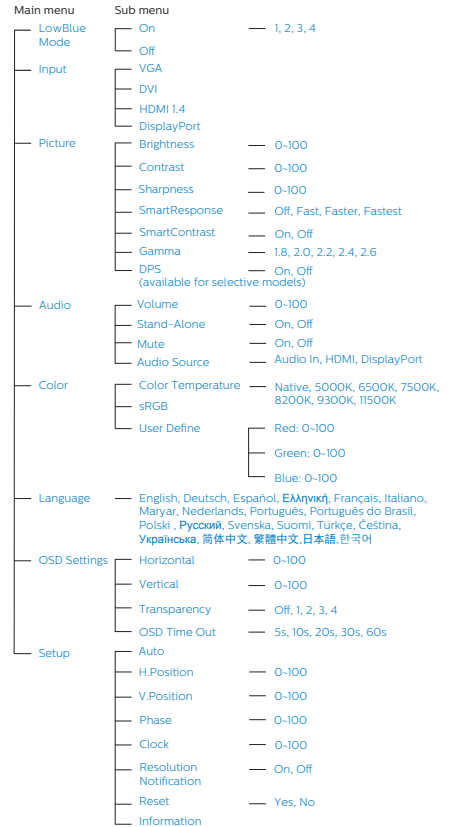 Main menu Sub menu
LowBlue Mode On 1, 2, 3, 4
Off
Input VGA
DVI
HDMI 1.4
DisplayPort
Picture Brightness 0~100
Contrast 0~100
Sharpness 0~100
SmartResponse Off, Fast, Faster, Fastest
SmartContrast On, Off
Gamma 1.8, 2.0, 2.2, 2.4, 2.6
DPS On, Off
(available for selective models)
Audio Volume 0~100
Stand-Alone On, Off
Mute On, Off
Audio Source Audio In, HDMI, DisplayPort
Color Color Temperature Native, 5000K, 6500K, 7500K,
8200K, 9300K, 11500K
sRGB
User Define Red: 0~100
Green: 0~100
Blue: 0~100
Language English, Deutsch, Español, Ελληνική, Français, Italiano,
Maryar, Nederlands, Português, Português do Brasil,
Polski , Русский, Svenska, Suomi, Türkçe, Čeština,
Українська, 简体中文, 繁體中文,日本語,한국어
OSD Settings Horizontal 0~100
Vertical 0~100
Transparency Off, 1, 2, 3, 4
OSD Time Out 5s, 10s, 20s, 30s, 60s
Setup Auto
H.Position 0~100
V.Position 0~100
Phase 0~100
Clock 0~100
Resolution On, Off
Notification
Reset Yes, No
Information